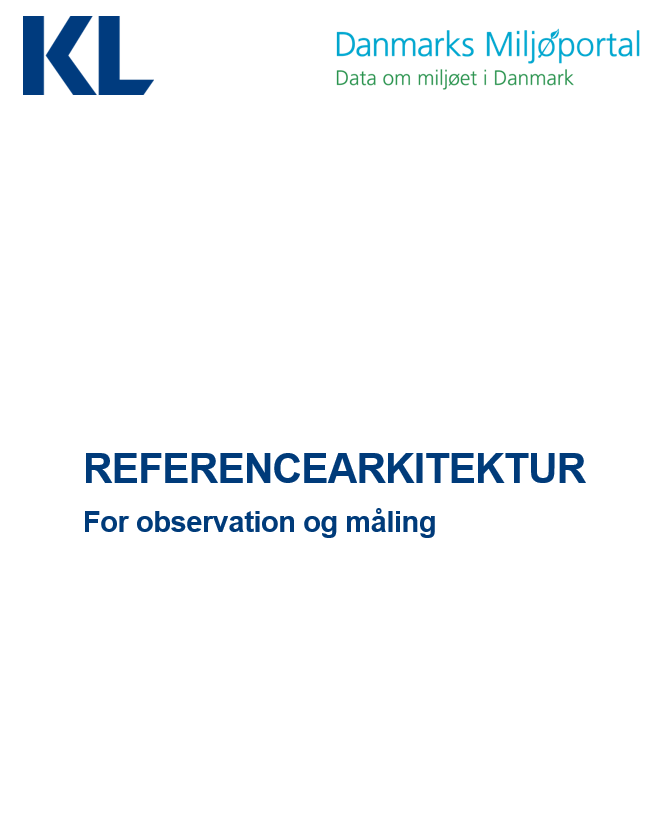 KL
Danmarks Miljøportal
Data om miljøet i Danmark
REFERENCEARKITEKTUR
For observation og måling